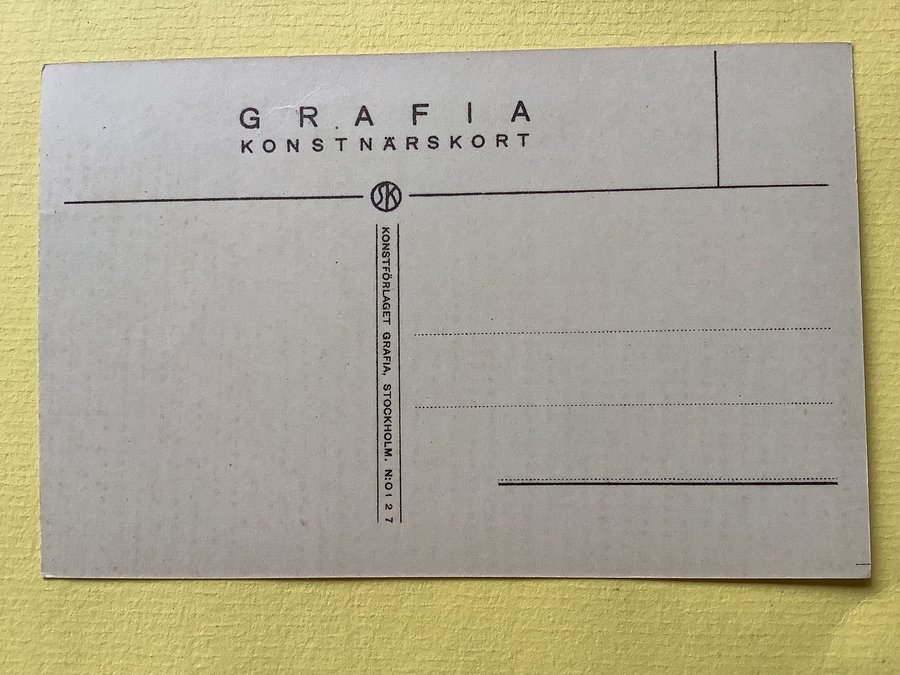 GRAFIA
KONSTNÄRSKORT
SK
KONSTFÖRLAGET GRAFIA, STOCKHOLM. N:O 127